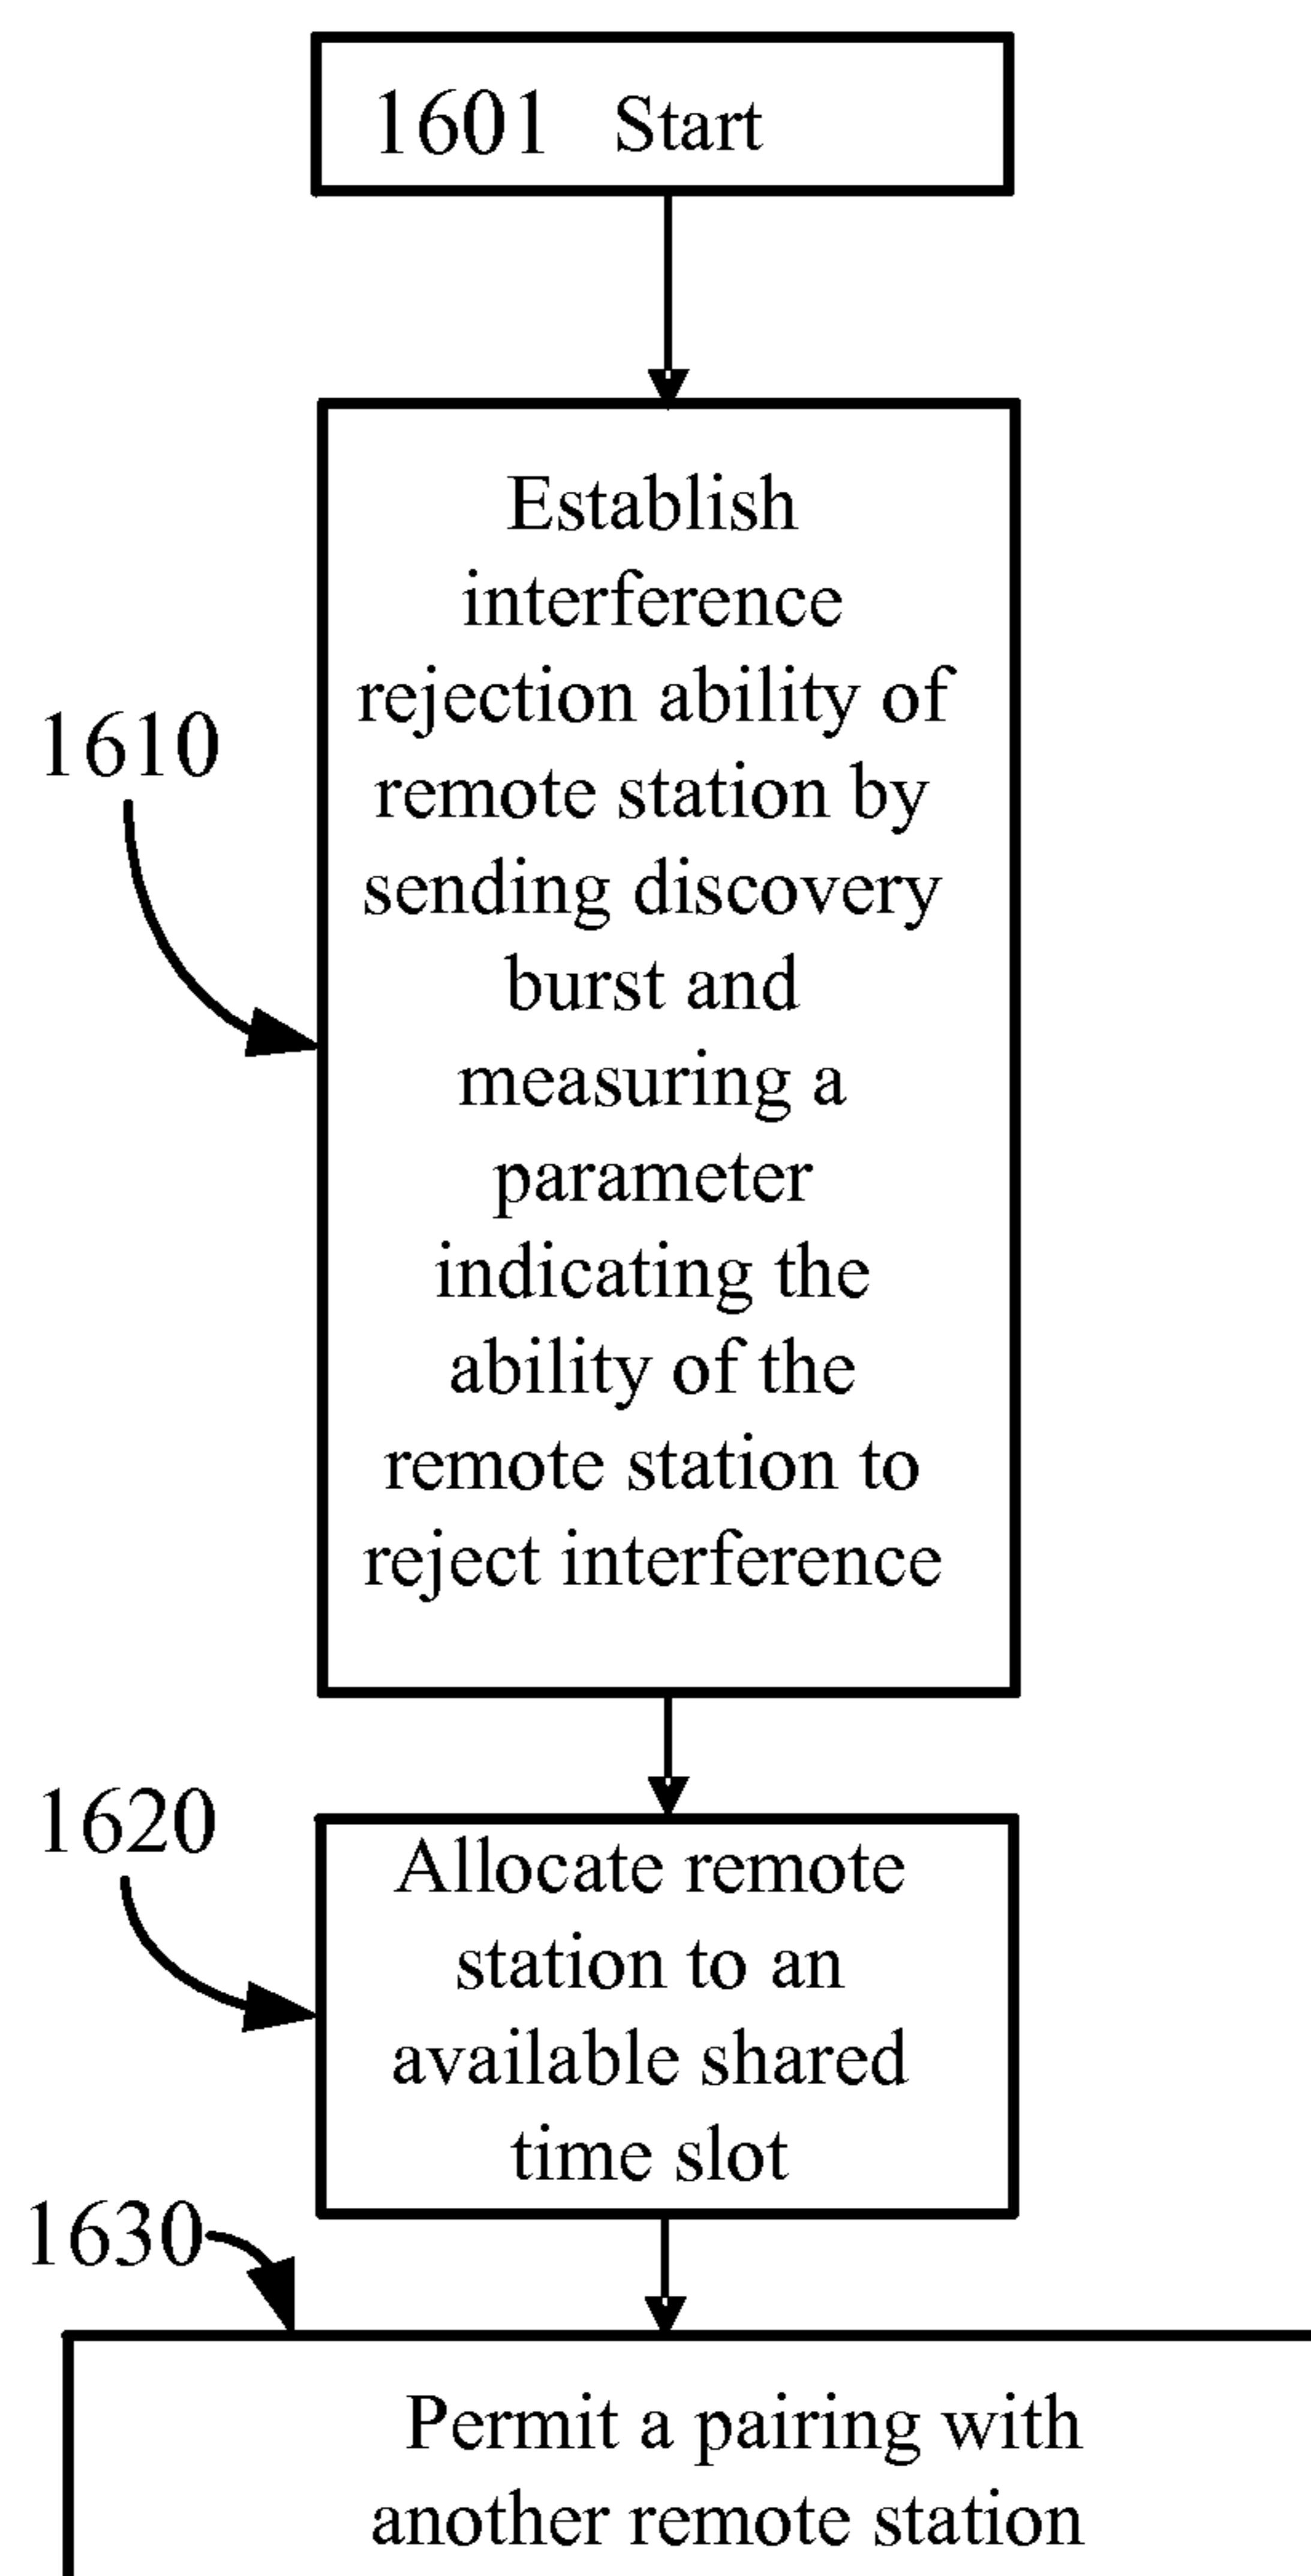 1601 Start
Establish
interference
rejection ability of
remote station by
sending discovery
burst and
measuring a
parameter
indicating the
ability of the
remote station to
reject interference
1610
Allocate remote
station to an
available shared
time slot
1620
1630
Permit a pairing with
another remote station